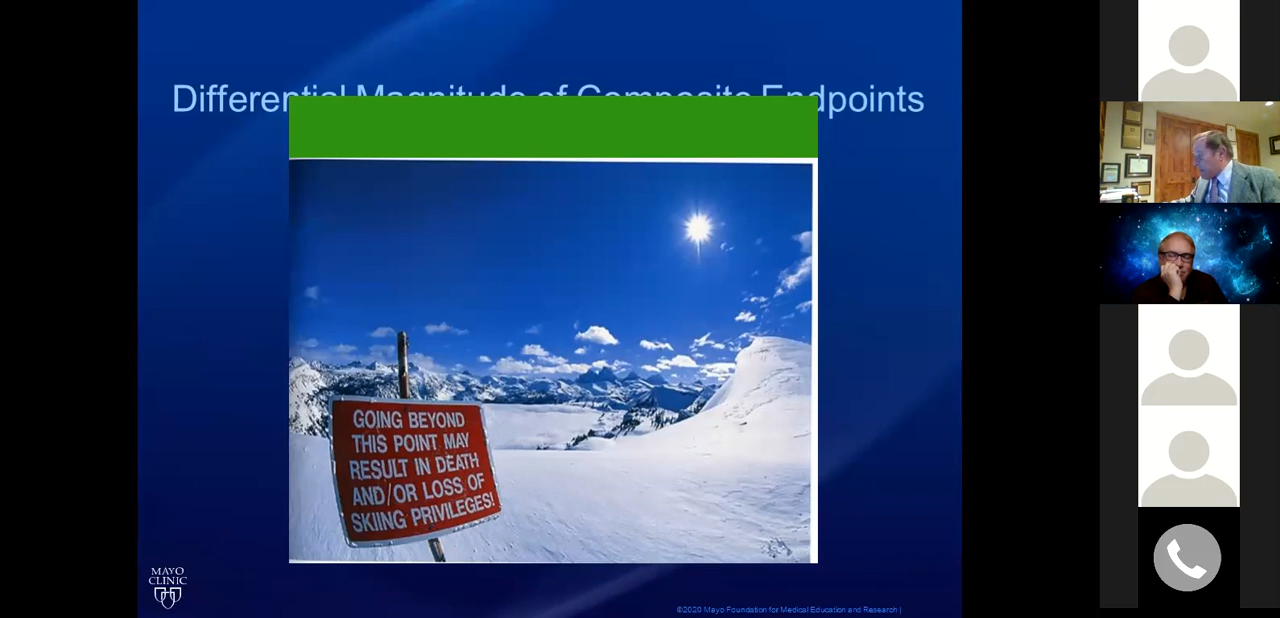 Differential Magnitude of Composite Endpoints
GOING BEYOND
THIS POINT MAY
RESULT IN DEATH
AND/OR LOSS OF
SKIING PRIVILEGES!
MAYO
CLINIC
©2020 Mayo Foundation for Medical Education and Research |